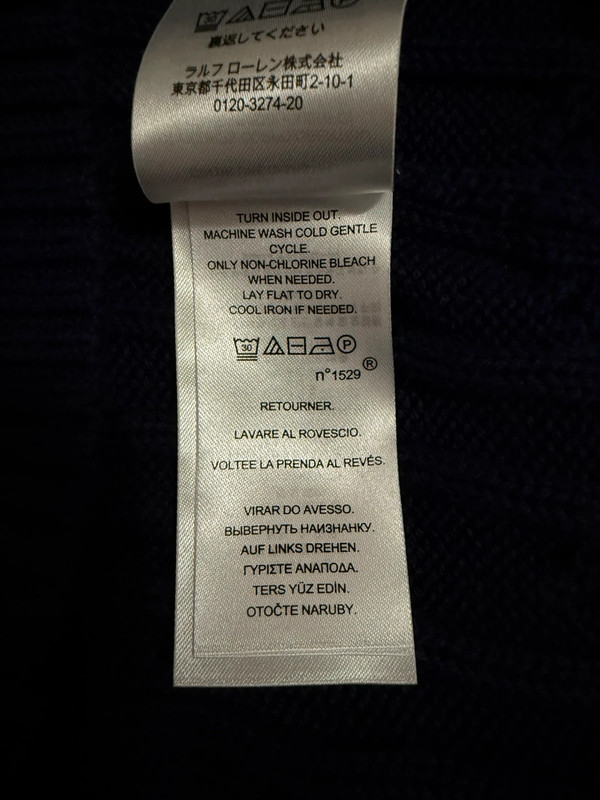 裏返してください
ラルフ ローレン株式会社
東京都千代田区永田町2-10-1
0120-3274-20
TURN INSIDE OUT.
MACHINE WASH COLD GENTLE
CYCLE.
ONLY NON-CHLORINE BLEACH
WHEN NEEDED.
LAY FLAT TO DRY.
COOL IRON IF NEEDED.
30 P
n°1529 ®
RETOURNER.
LAVARE AL ROVESCIO.
VOLTEE LA PRENDA AL REVÉS.
VIRAR DO AVESSO.
ВЫВЕРНУТЬ НАИЗНАНКУ.
AUF LINKS DREHEN.
ΓΥΡΙΣΤΕ ΑΝΑΠΟΔΑ.
TERS YÜZ EDİN.
OTOČTE NARUBY.